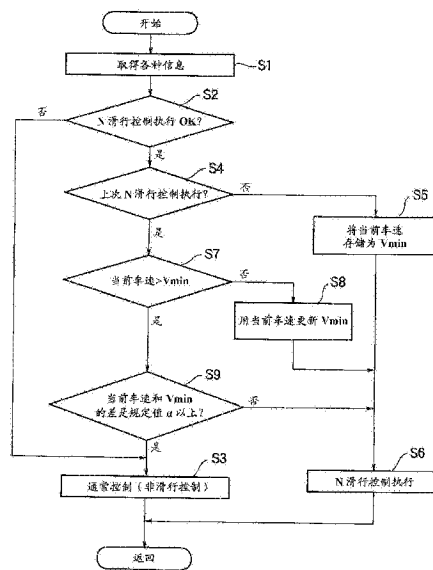 开始
取得各种信息
S1
S2
否
N滑行控制执行OK?
是
S4
上次N滑行控制执行?
否
S5
是
将当前车速
存储为Vmin
S7
当前车速>Vmin
否
S8
用当前车速更新Vmin
是
S9
当前车速和Vmin
的差是规定值α以上?
否
是
S3
通常控制(非滑行控制)
S6
N滑行控制执行
返回